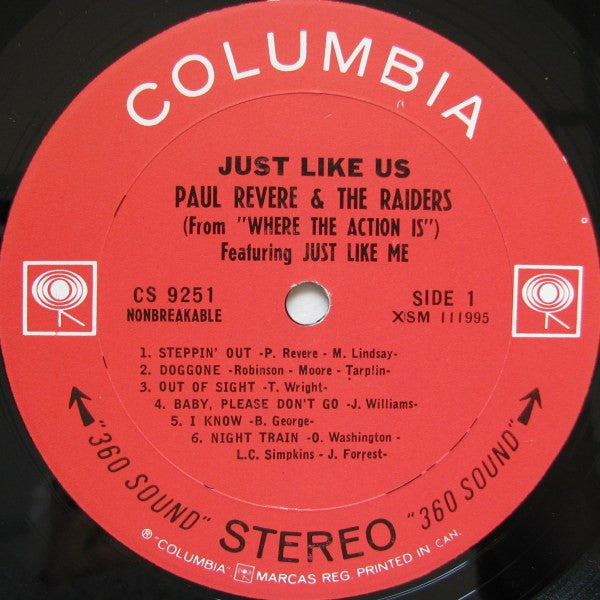 COLUMBIA
JUST LIKE US
PAUL REVERE & THE RAIDERS
(From "WHERE THE ACTION IS")
Featuring JUST LIKE ME
CS 9251
NONBREAKABLE
SIDE 1
XSM 111995
1. STEPPIN' OUT -P. Revere - M. Lindsay-
2. DOGGONE -Robinson - Moore - Tarplin-
3. OUT OF SIGHT -T. Wright-
4. BABY, PLEASE DON'T GO -J. Williams-
5. I KNOW -B. George-
6. NIGHT TRAIN -O. Washington -
L.C. Simpkins - J. Forrest-
"360 SOUND" STEREO "360 SOUND"
® "COLUMBIA" MARCAS REG. PRINTED IN CAN.